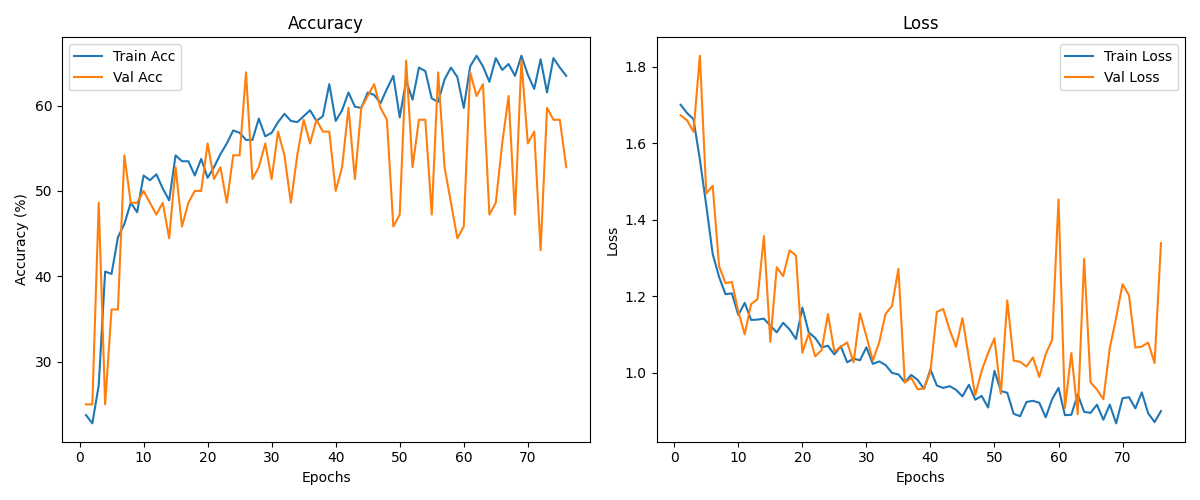 Accuracy
Train Acc
Val Acc
Accuracy (%)
60
50
40
30
0 10 20 30 40 50 60 70
Epochs
Loss
Train Loss
Val Loss
Loss
1.8
1.6
1.4
1.2
1.0
0 10 20 30 40 50 60 70
Epochs